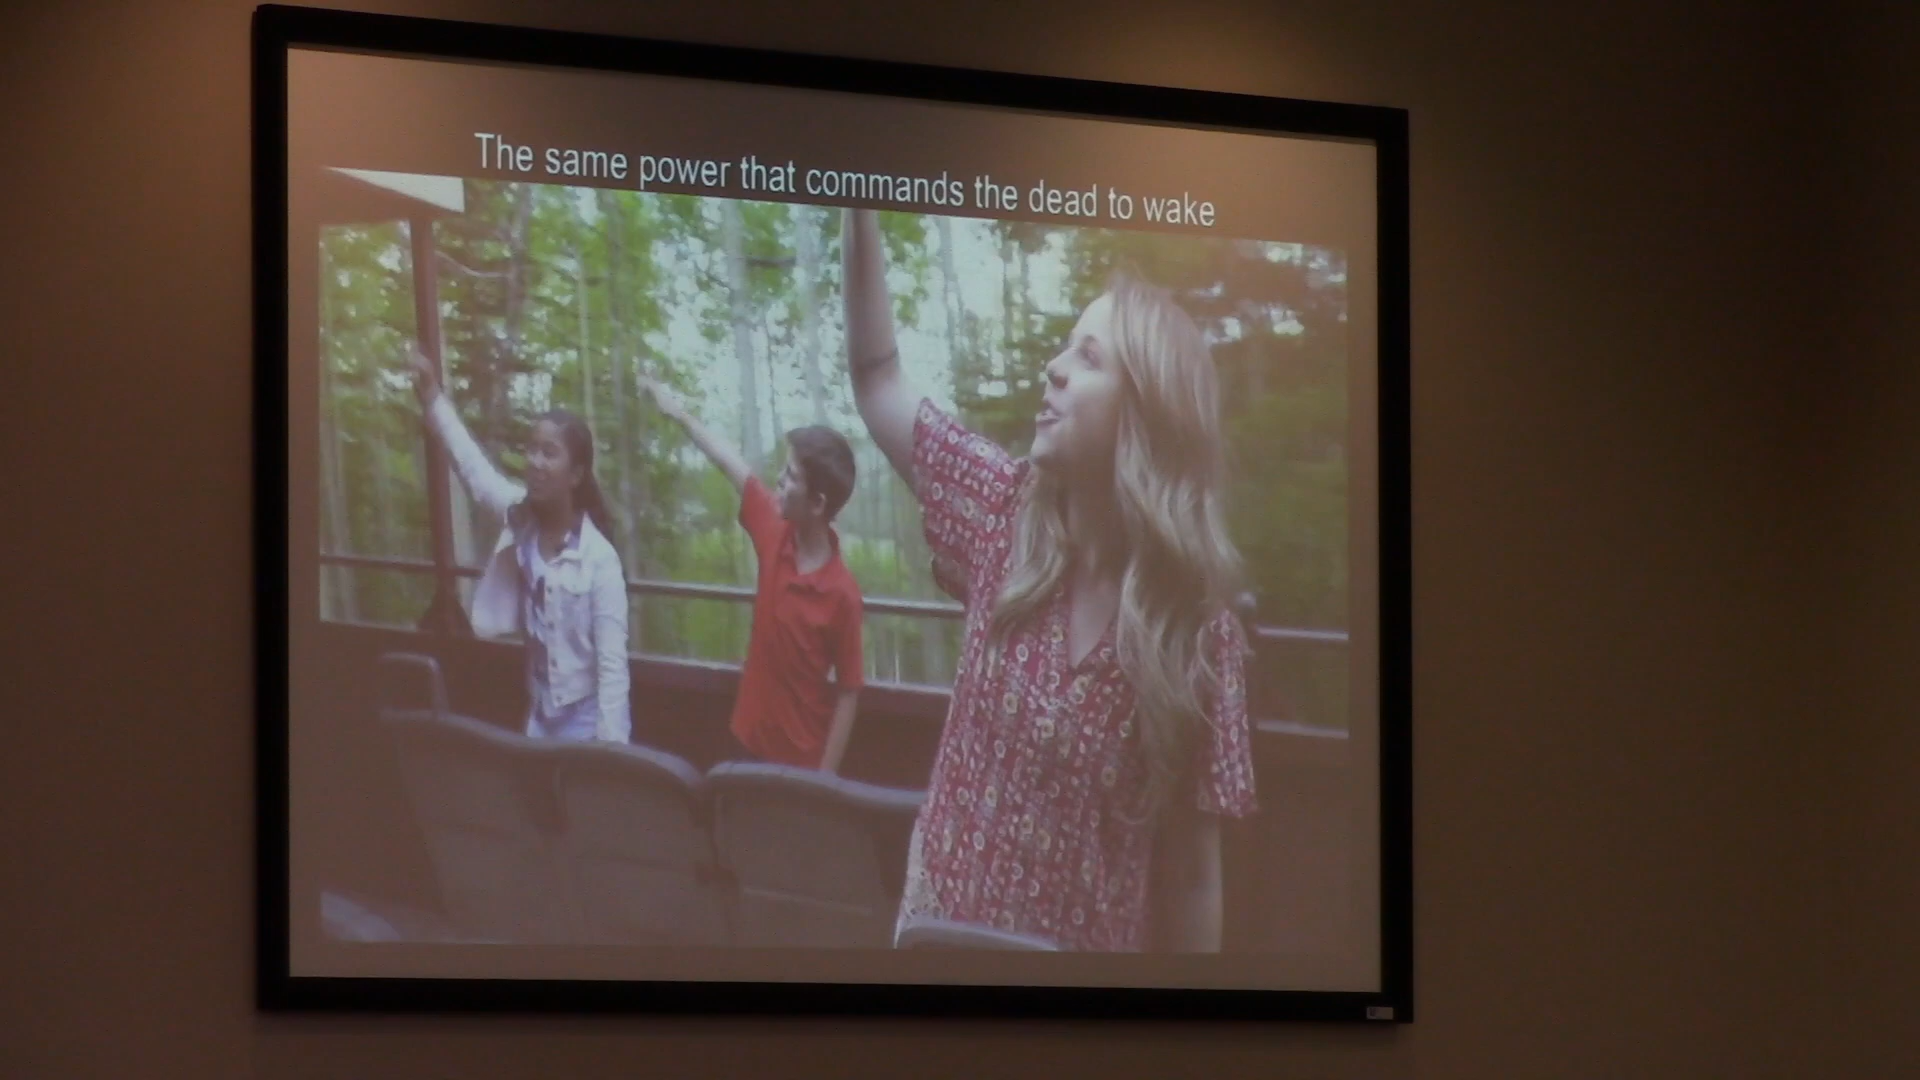 The same power that commands the dead to wake